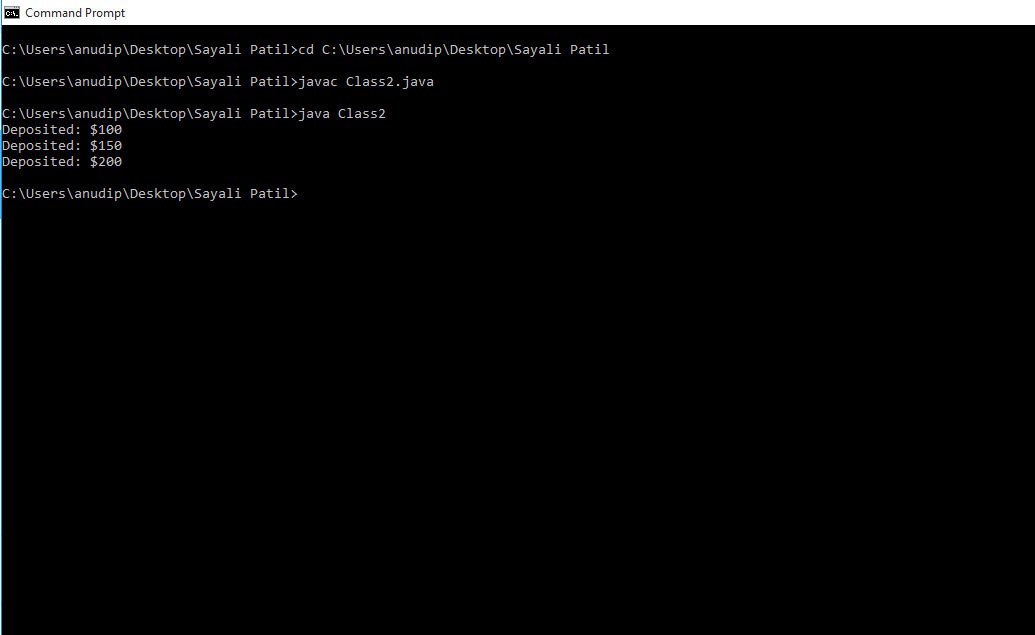 Command Prompt
C:\Users\anudip\Desktop\Sayali Patil>cd C:\Users\anudip\Desktop\Sayali Patil
C:\Users\anudip\Desktop\Sayali Patil>javac Class2.java
C:\Users\anudip\Desktop\Sayali Patil>java Class2
Deposited: $100
Deposited: $150
Deposited: $200
C:\Users\anudip\Desktop\Sayali Patil>